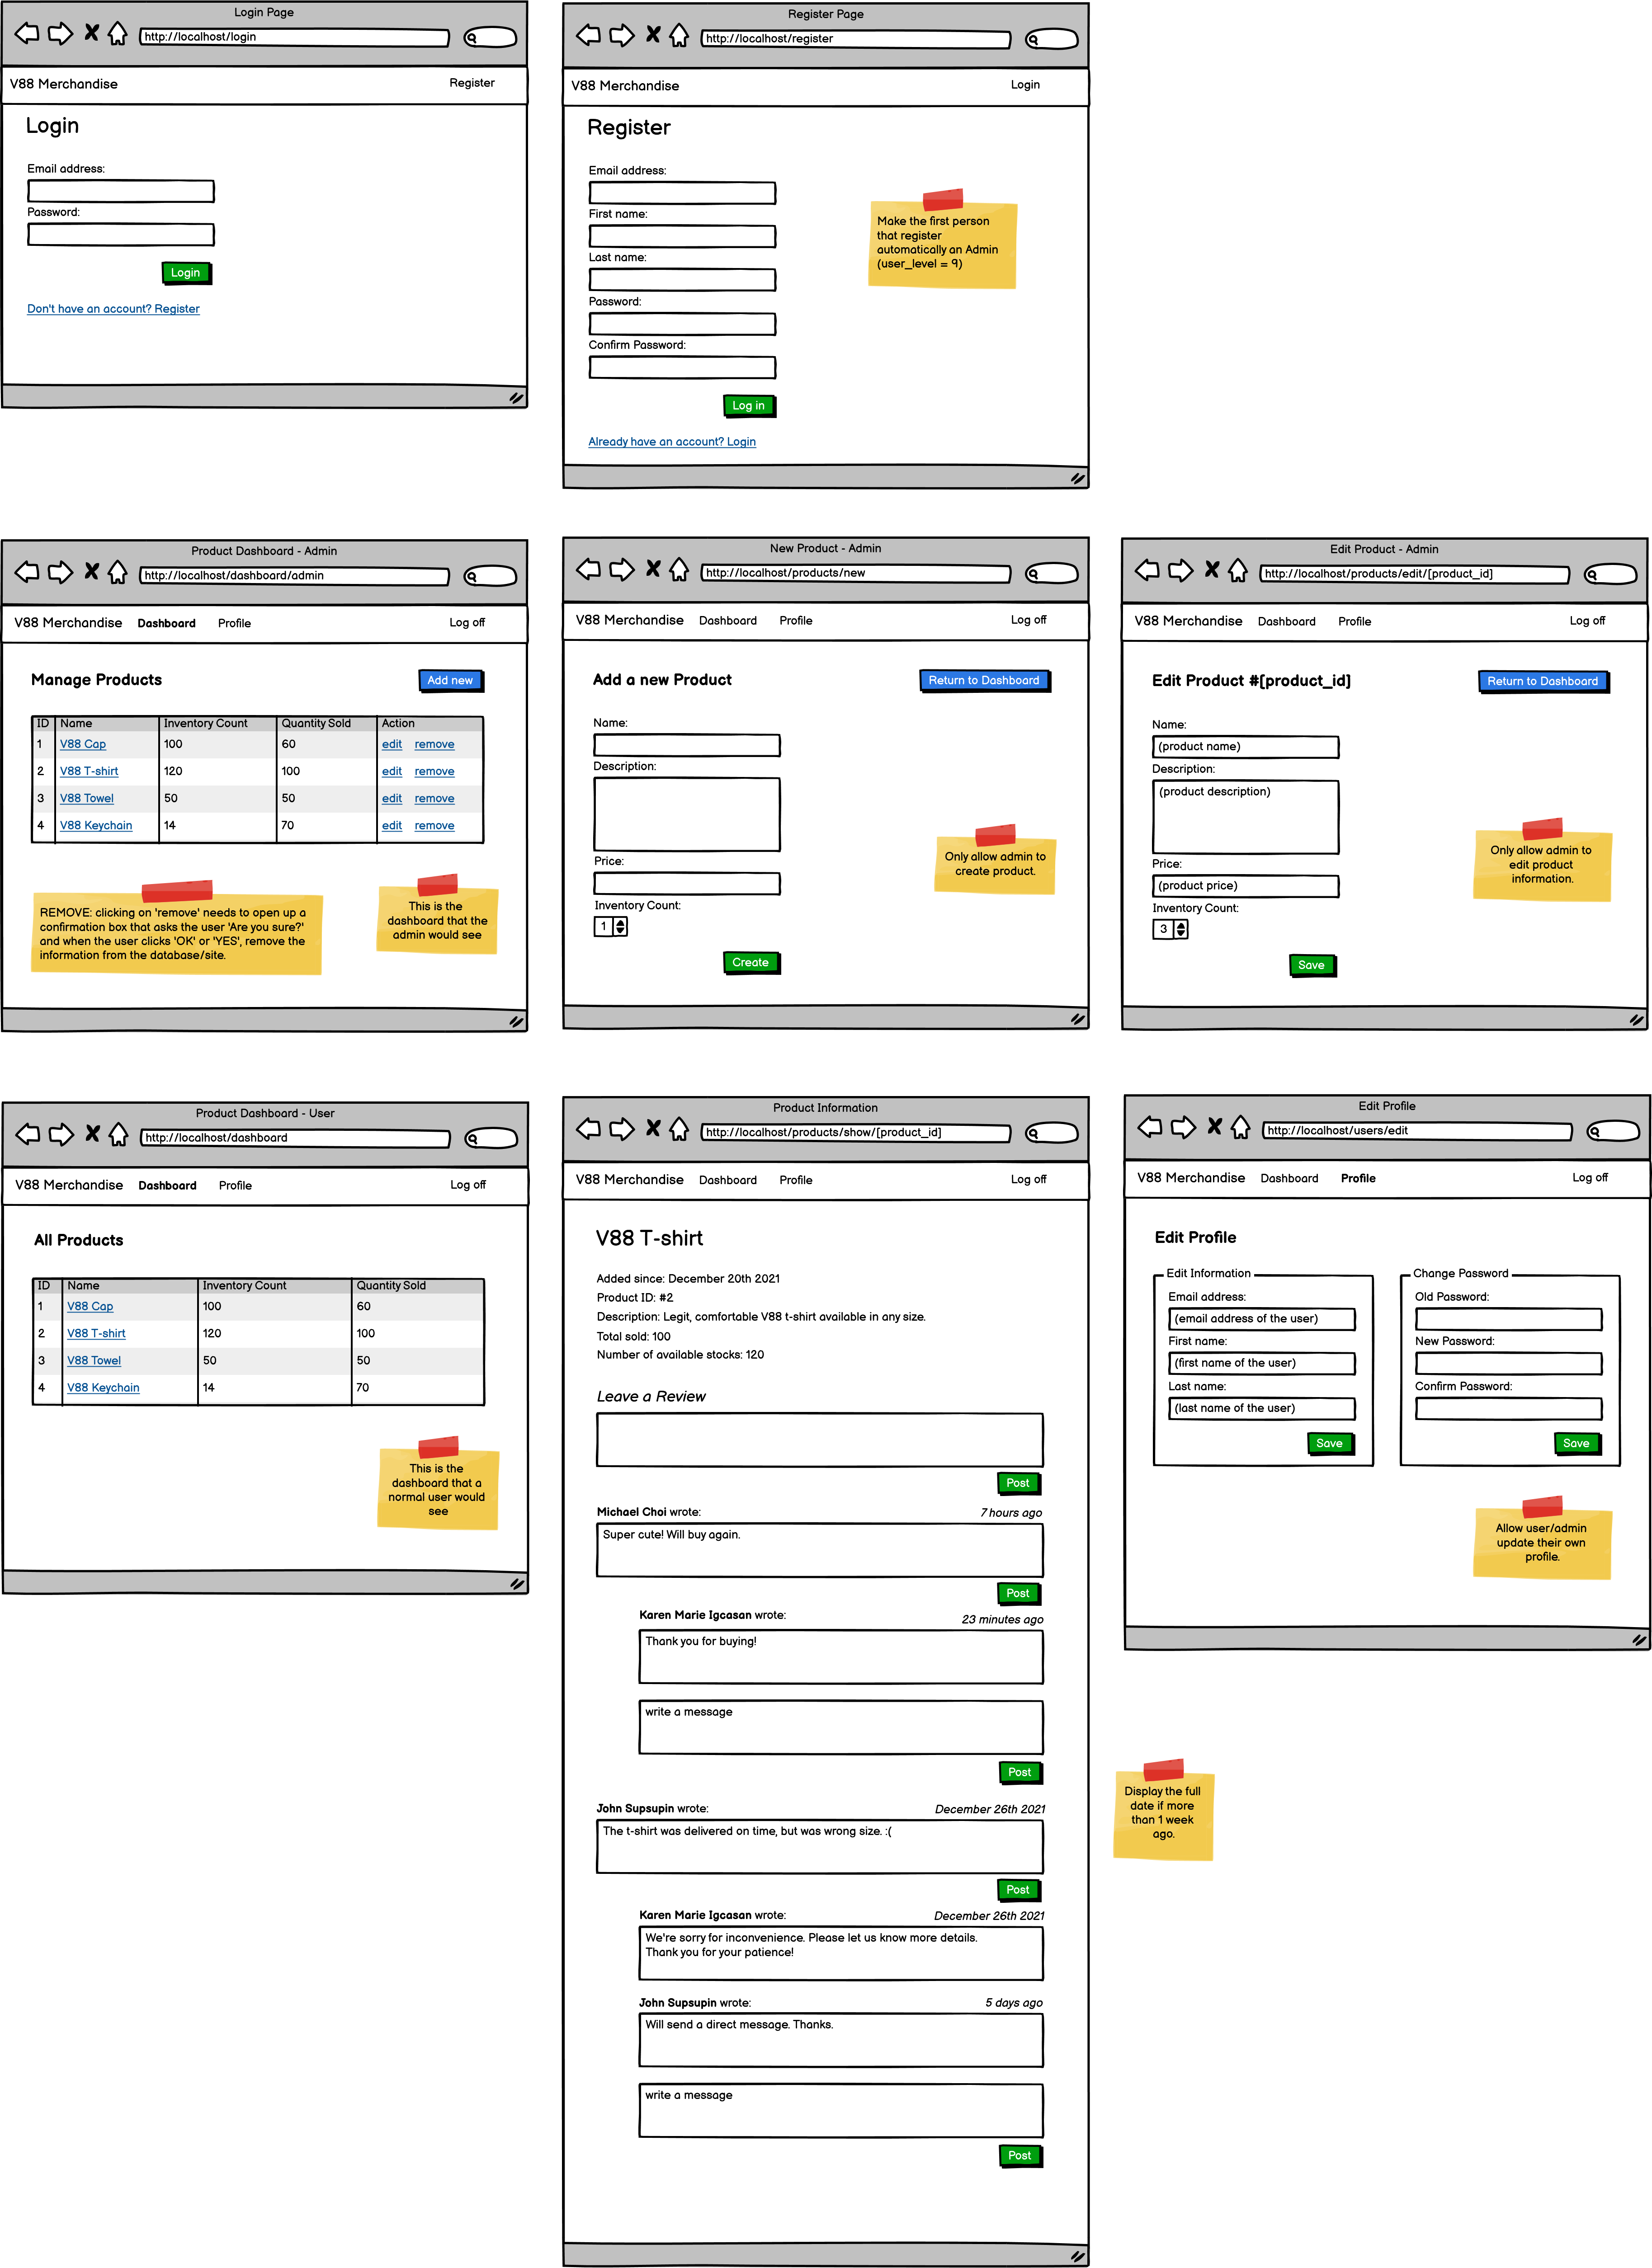 Login Page
http://localhost/login
V88 Merchandise
Register
Login
Email address:
Password:
Login
Don't have an account? Register
Register Page
http://localhost/register
V88 Merchandise
Login
Register
Email address:
First name:
Last name:
Password:
Confirm Password:
Log in
Already have an account? Login
Make the first person
that register
automatically an Admin
(user_level = 9)
Product Dashboard - Admin
http://localhost/dashboard/admin
V88 Merchandise Dashboard Profile Log off
Manage Products
Add new
ID Name Inventory Count Quantity Sold Action
1 V88 Cap 100 60 edit remove
2 V88 T-shirt 120 100 edit remove
3 V88 Towel 50 50 edit remove
4 V88 Keychain 14 70 edit remove
REMOVE: clicking on 'remove' needs to open up a
confirmation box that asks the user 'Are you sure?'
and when the user clicks 'OK' or 'YES', remove the
information from the database/site.
This is the
dashboard that the
admin would see
New Product - Admin
http://localhost/products/new
V88 Merchandise Dashboard Profile Log off
Add a new Product
Return to Dashboard
Name:
Description:
Price:
Inventory Count:
1
Create
Only allow admin to
create product.
Edit Product - Admin
http://localhost/products/edit/[product_id]
V88 Merchandise Dashboard Profile Log off
Edit Product #[product_id]
Return to Dashboard
Name:
(product name)
Description:
(product description)
Price:
(product price)
Inventory Count:
3
Save
Only allow admin to
edit product
information.
Product Dashboard - User
http://localhost/dashboard
V88 Merchandise Dashboard Profile Log off
All Products
ID Name Inventory Count Quantity Sold
1 V88 Cap 100 60
2 V88 T-shirt 120 100
3 V88 Towel 50 50
4 V88 Keychain 14 70
This is the
dashboard that a
normal user would
see
Product Information
http://localhost/products/show/[product_id]
V88 Merchandise Dashboard Profile Log off
V88 T-shirt
Added since: December 20th 2021
Product ID: #2
Description: Legit, comfortable V88 t-shirt available in any size.
Total sold: 100
Number of available stocks: 120
Leave a Review
Post
Michael Choi wrote: 7 hours ago
Super cute! Will buy again.
Post
Karen Marie Igcasan wrote: 23 minutes ago
Thank you for buying!
write a message
Post
John Supsupin wrote: December 26th 2021
The t-shirt was delivered on time, but was wrong size. :(
Post
Karen Marie Igcasan wrote: December 26th 2021
We're sorry for inconvenience. Please let us know more details.
Thank you for your patience!
John Supsupin wrote: 5 days ago
Will send a direct message. Thanks.
write a message
Post
Display the full
date if more
than 1 week
ago.
Edit Profile
http://localhost/users/edit
V88 Merchandise Dashboard Profile Log off
Edit Profile
Edit Information
Email address:
(email address of the user)
First name:
(first name of the user)
Last name:
(last name of the user)
Save
Change Password
Old Password:
New Password:
Confirm Password:
Save
Allow user/admin
update their own
profile.